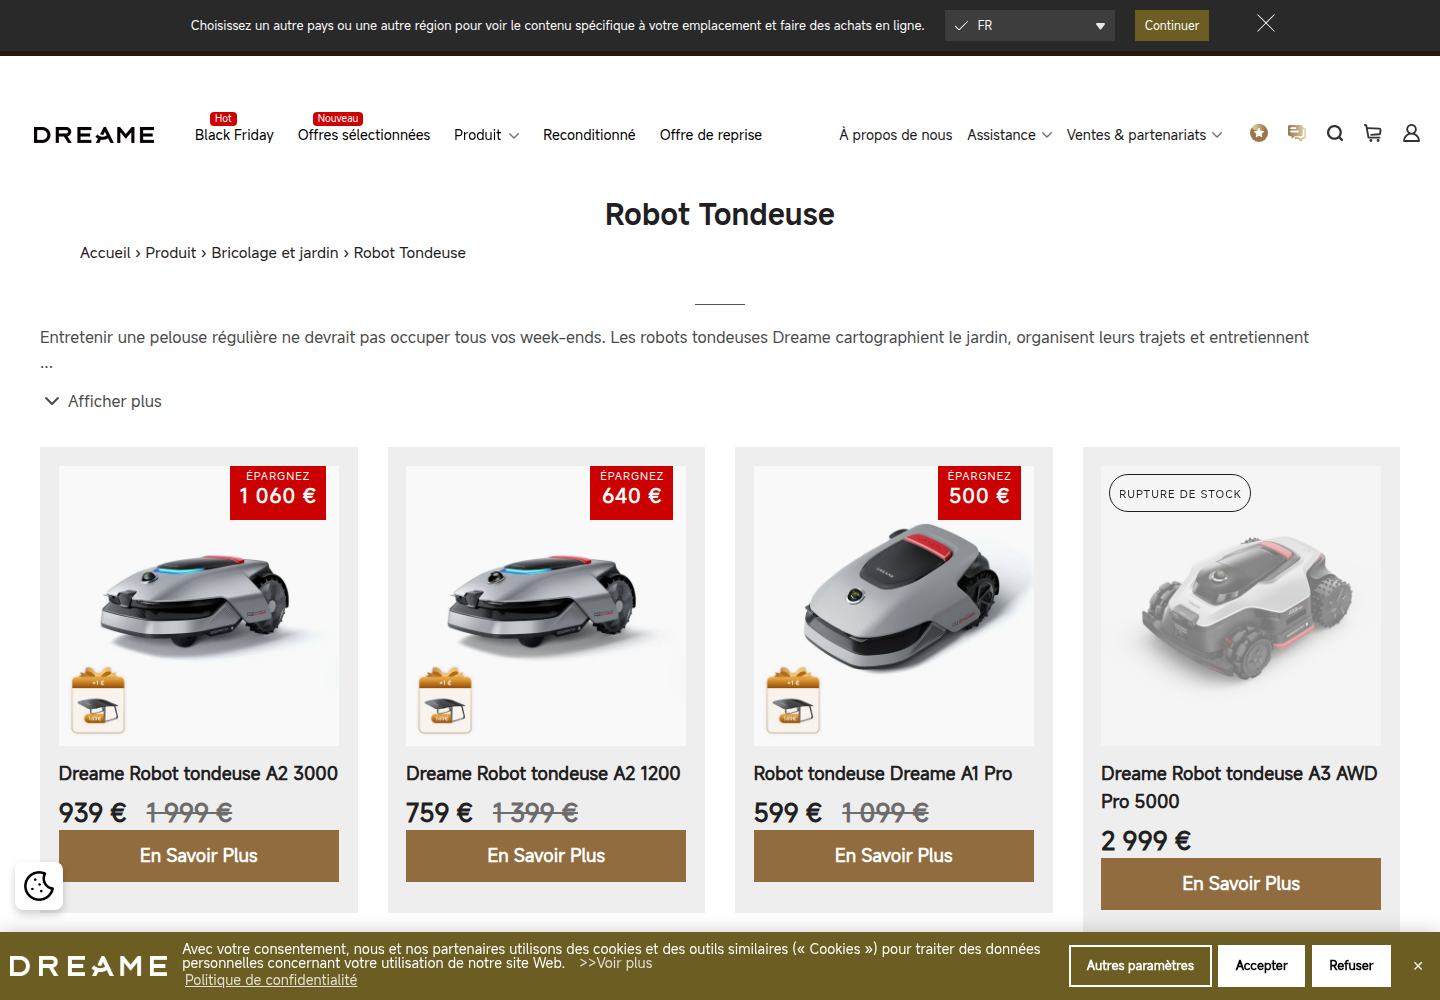 Choisissez un autre pays ou une autre région pour voir le contenu spécifique à votre emplacement et faire des achats en ligne.
FR
Continuer
Hot
Nouveau
DREAME
Black Friday
Offres sélectionnées
Produit
Reconditionné
Offre de reprise
À propos de nous
Assistance
Ventes & partenariats
Robot Tondeuse
Accueil › Produit › Bricolage et jardin › Robot Tondeuse
Entretenir une pelouse régulière ne devrait pas occuper tous vos week-ends. Les robots tondeuses Dreame cartographient le jardin, organisent leurs trajets et entretiennent
...
Afficher plus
ÉPARGNEZ
1 060 €
+1 €
149€
Dreame Robot tondeuse A2 3000
939 € 1 999 €
En Savoir Plus
ÉPARGNEZ
640 €
+1 €
149€
Dreame Robot tondeuse A2 1200
759 € 1 399 €
En Savoir Plus
ÉPARGNEZ
500 €
DREAME
+1 €
149€
Robot tondeuse Dreame A1 Pro
599 € 1 099 €
En Savoir Plus
RUPTURE DE STOCK
Dreame Robot tondeuse A3 AWD
Pro 5000
2 999 €
En Savoir Plus
DREAME
Avec votre consentement, nous et nos partenaires utilisons des cookies et des outils similaires (« Cookies ») pour traiter des données
personnelles concernant votre utilisation de notre site Web. >>Voir plus
Politique de confidentialité
Autres paramètres
Accepter
Refuser